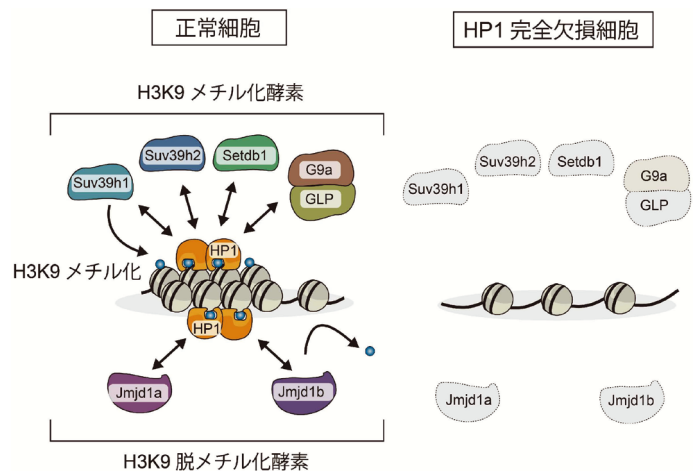 正常細胞
HP1 完全欠損細胞
H3K9 メチル化酵素
Suv39h1
Suv39h2
Setdb1
G9a
GLP
HP1
H3K9 メチル化
HP1
Jmjd1a
Jmjd1b
H3K9 脱メチル化酵素
Suv39h1
Suv39h2
Setdb1
G9a
GLP
Jmjd1a
Jmjd1b